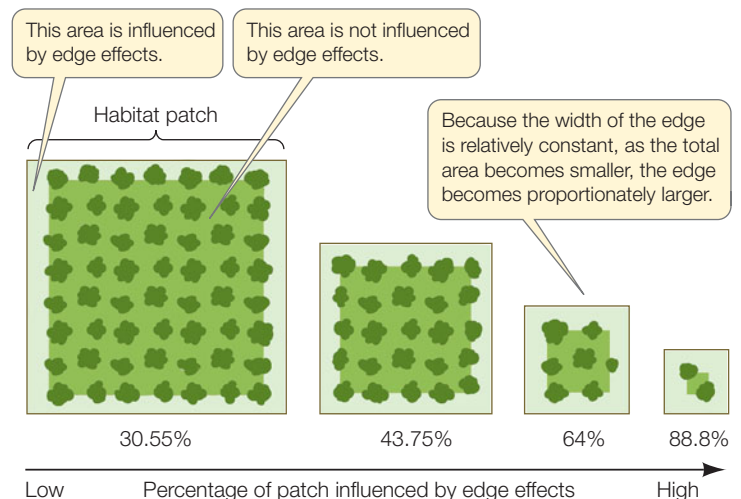 This area is influenced
by edge effects.
This area is not influenced
by edge effects.
Habitat patch
Because the width of the edge
is relatively constant, as the total
area becomes smaller, the edge
becomes proportionately larger.
30.55%
43.75%
64%
88.8%
Low
Percentage of patch influenced by edge effects
High